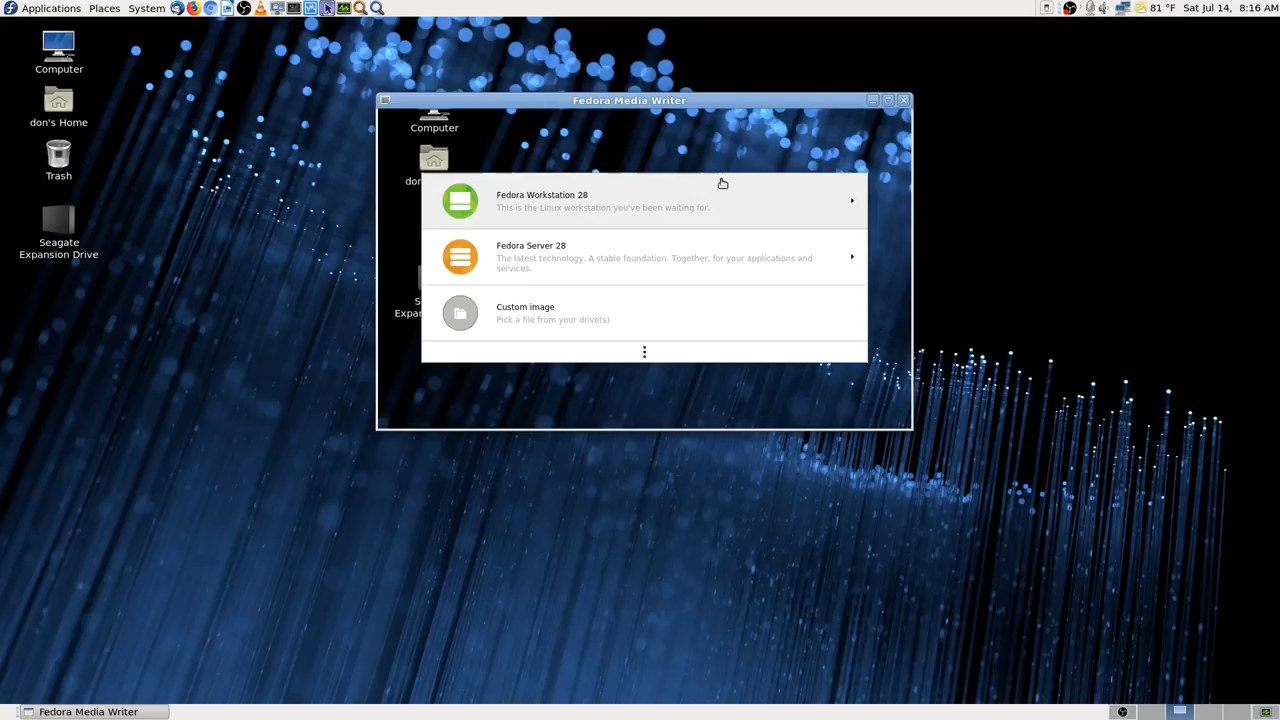 Applications Places System
81 °F Sat Jul 14, 8:16 AM
Computer
don's Home
Trash
Seagate
Expansion Drive
Fedora Media Writer
Computer
don
Fedora Workstation 28
This is the Linux workstation you've been waiting for.
Fedora Server 28
The latest technology. A stable foundation. Together, for your applications and
services.
S
Expan
Custom image
Pick a file from your drive(s)
Fedora Media Writer